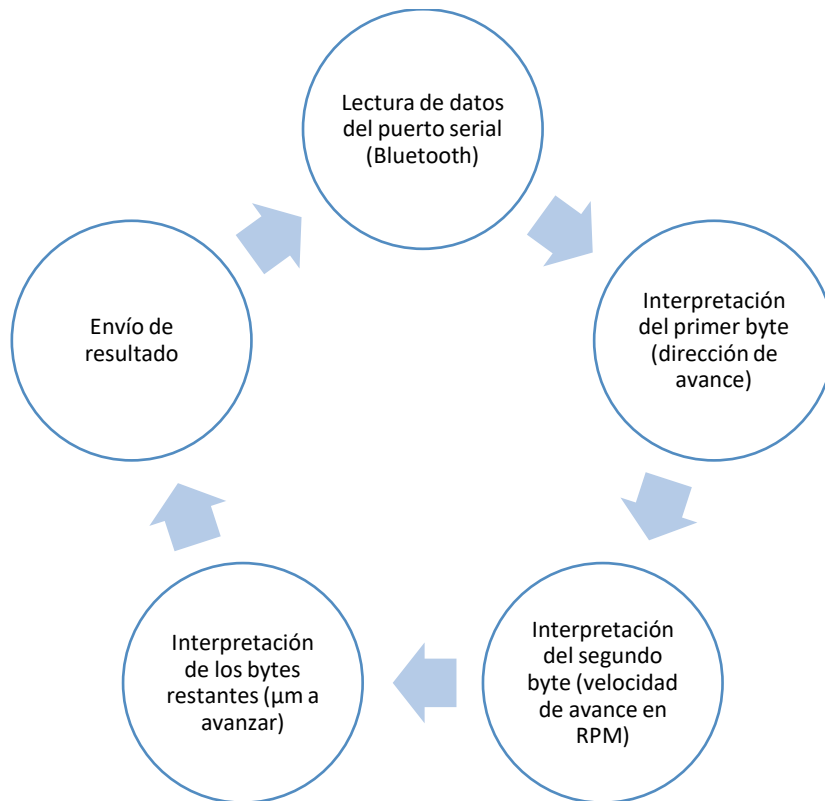 Lectura de datos
del puerto serial
(Bluetooth)
Interpretación
del primer byte
(dirección de
avance)
Interpretación
del segundo
byte (velocidad
de avance en
RPM)
Interpretación
de los bytes
restantes (µm a
avanzar)
Envío de
resultado